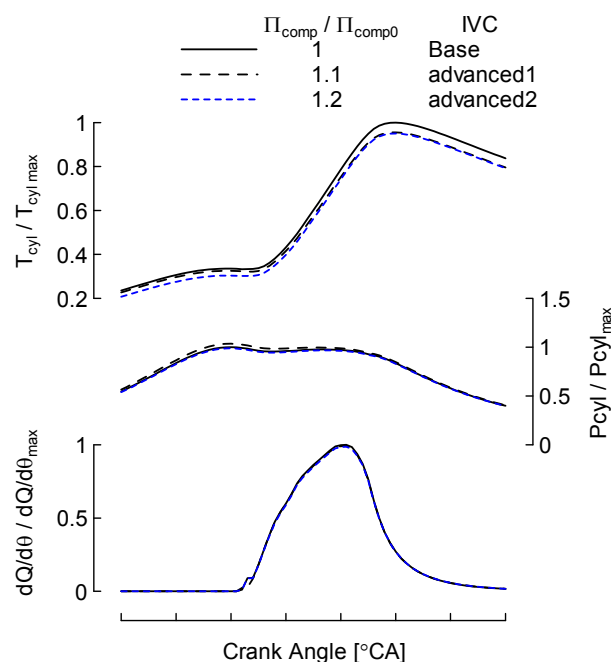 Π_comp / Π_comp0 IVC
1 Base
1.1 advanced1
1.2 advanced2
T_cyl / T_cyl max
1
0.8
0.6
0.4
0.2
1.5
1
0.5
0
Pcyl / Pcyl_max
dQ/dθ / dQ/dθ_max
1
0.5
0
Crank Angle [°CA]